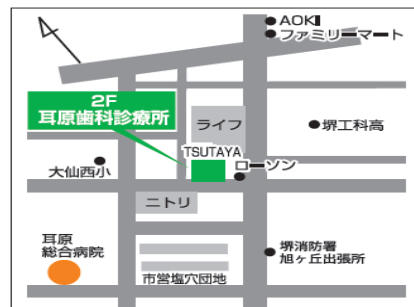 AOKI
ファミリーマート
2F
耳原歯科診療所
ライフ
堺工科高
TSUTAYA
ローソン
大仙西小
ニトリ
耳原
総合病院
堺消防署
旭ヶ丘出張所
市営塩穴団地